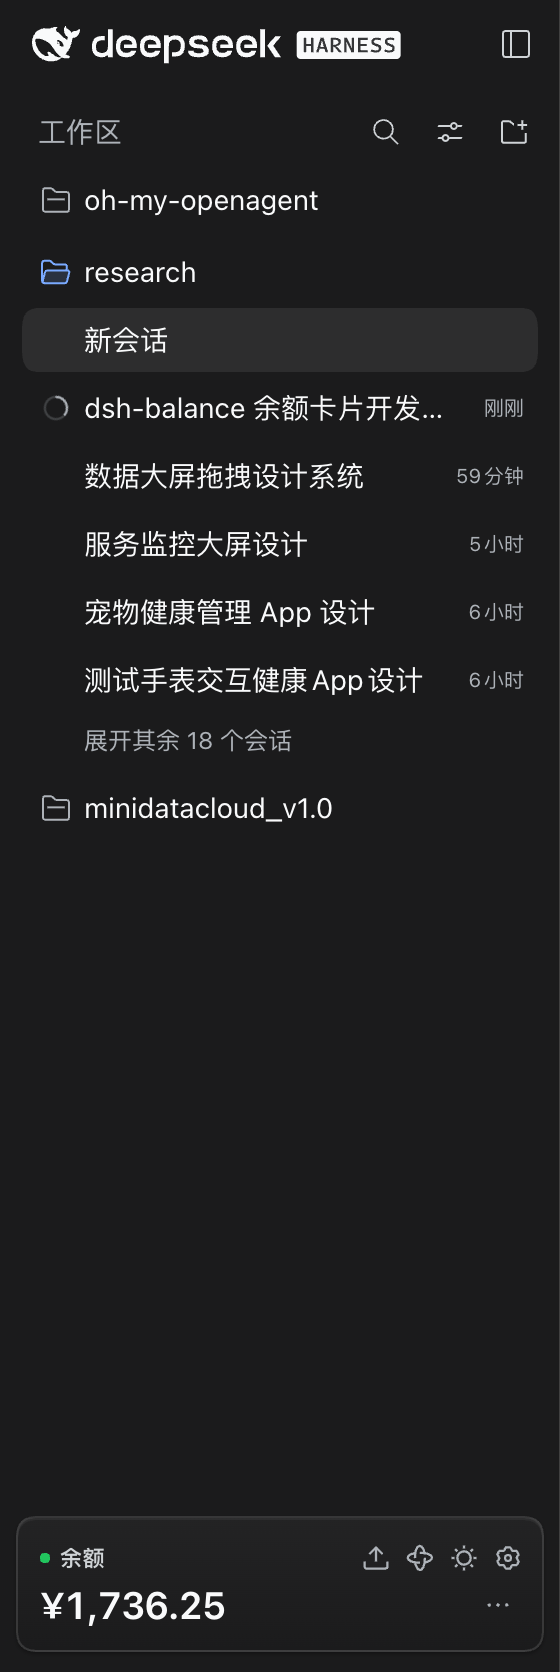 deepseek HARNESS
工作区
oh-my-openagent
research
新会话
dsh-balance 余额卡片开发... 刚刚
数据大屏拖拽设计系统 59分钟
服务监控大屏设计 5小时
宠物健康管理 App 设计 6小时
测试手表交互健康App设计 6小时
展开其余 18 个会话
minidatacloud_v1.0
余额
¥1,736.25